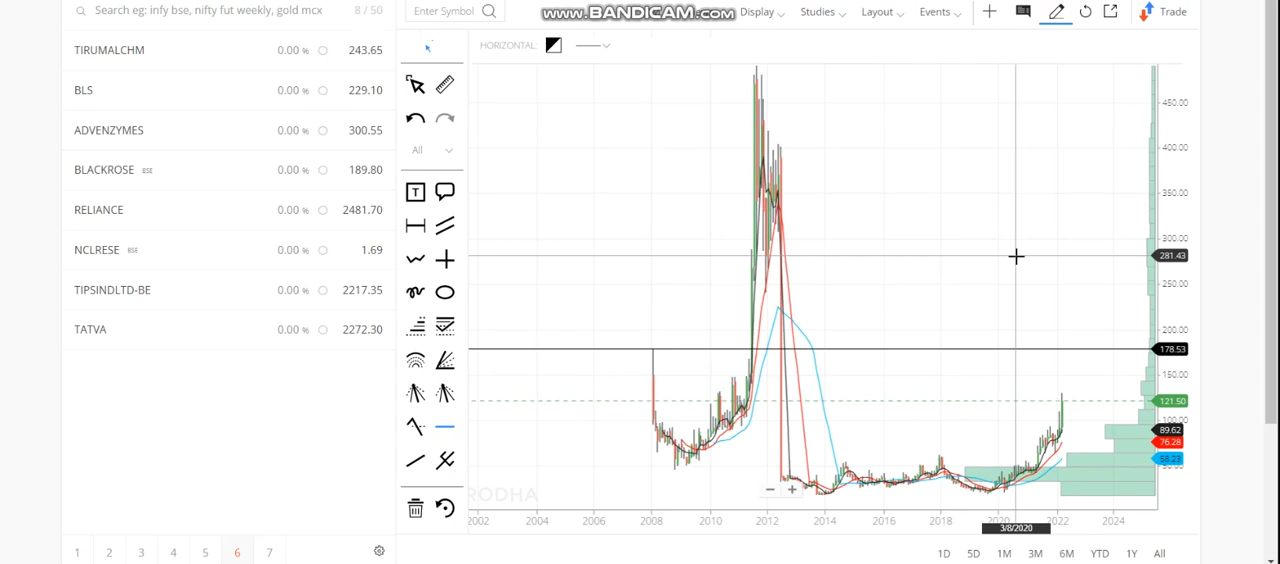 Search eg: infy bse, nifty fut weekly, gold mcx
8 / 50
TIRUMALCHM 0.00 % 243.65
BLS 0.00 % 229.10
ADVENZYMES 0.00 % 300.55
BLACKROSE BSE 0.00 % 189.80
RELIANCE 0.00 % 2481.70
NCLRESE BSE 0.00 % 1.69
TIPSINDLTD-BE 0.00 % 2217.35
TATVA 0.00 % 2272.30
1 2 3 4 5 6 7
Enter Symbol
www.BANDICAM.com
Display
Studies
Layout
Events
Trade
HORIZONTAL:
All
T
450.00
400.00
350.00
300.00
281.43
250.00
200.00
178.53
150.00
121.50
100.00
89.62
76.28
58.23
RODHA
2002 2004 2006 2008 2010 2012 2014 2016 2018 2020 2022 2024
3/8/2020
1D 5D 1M 3M 6M YTD 1Y All